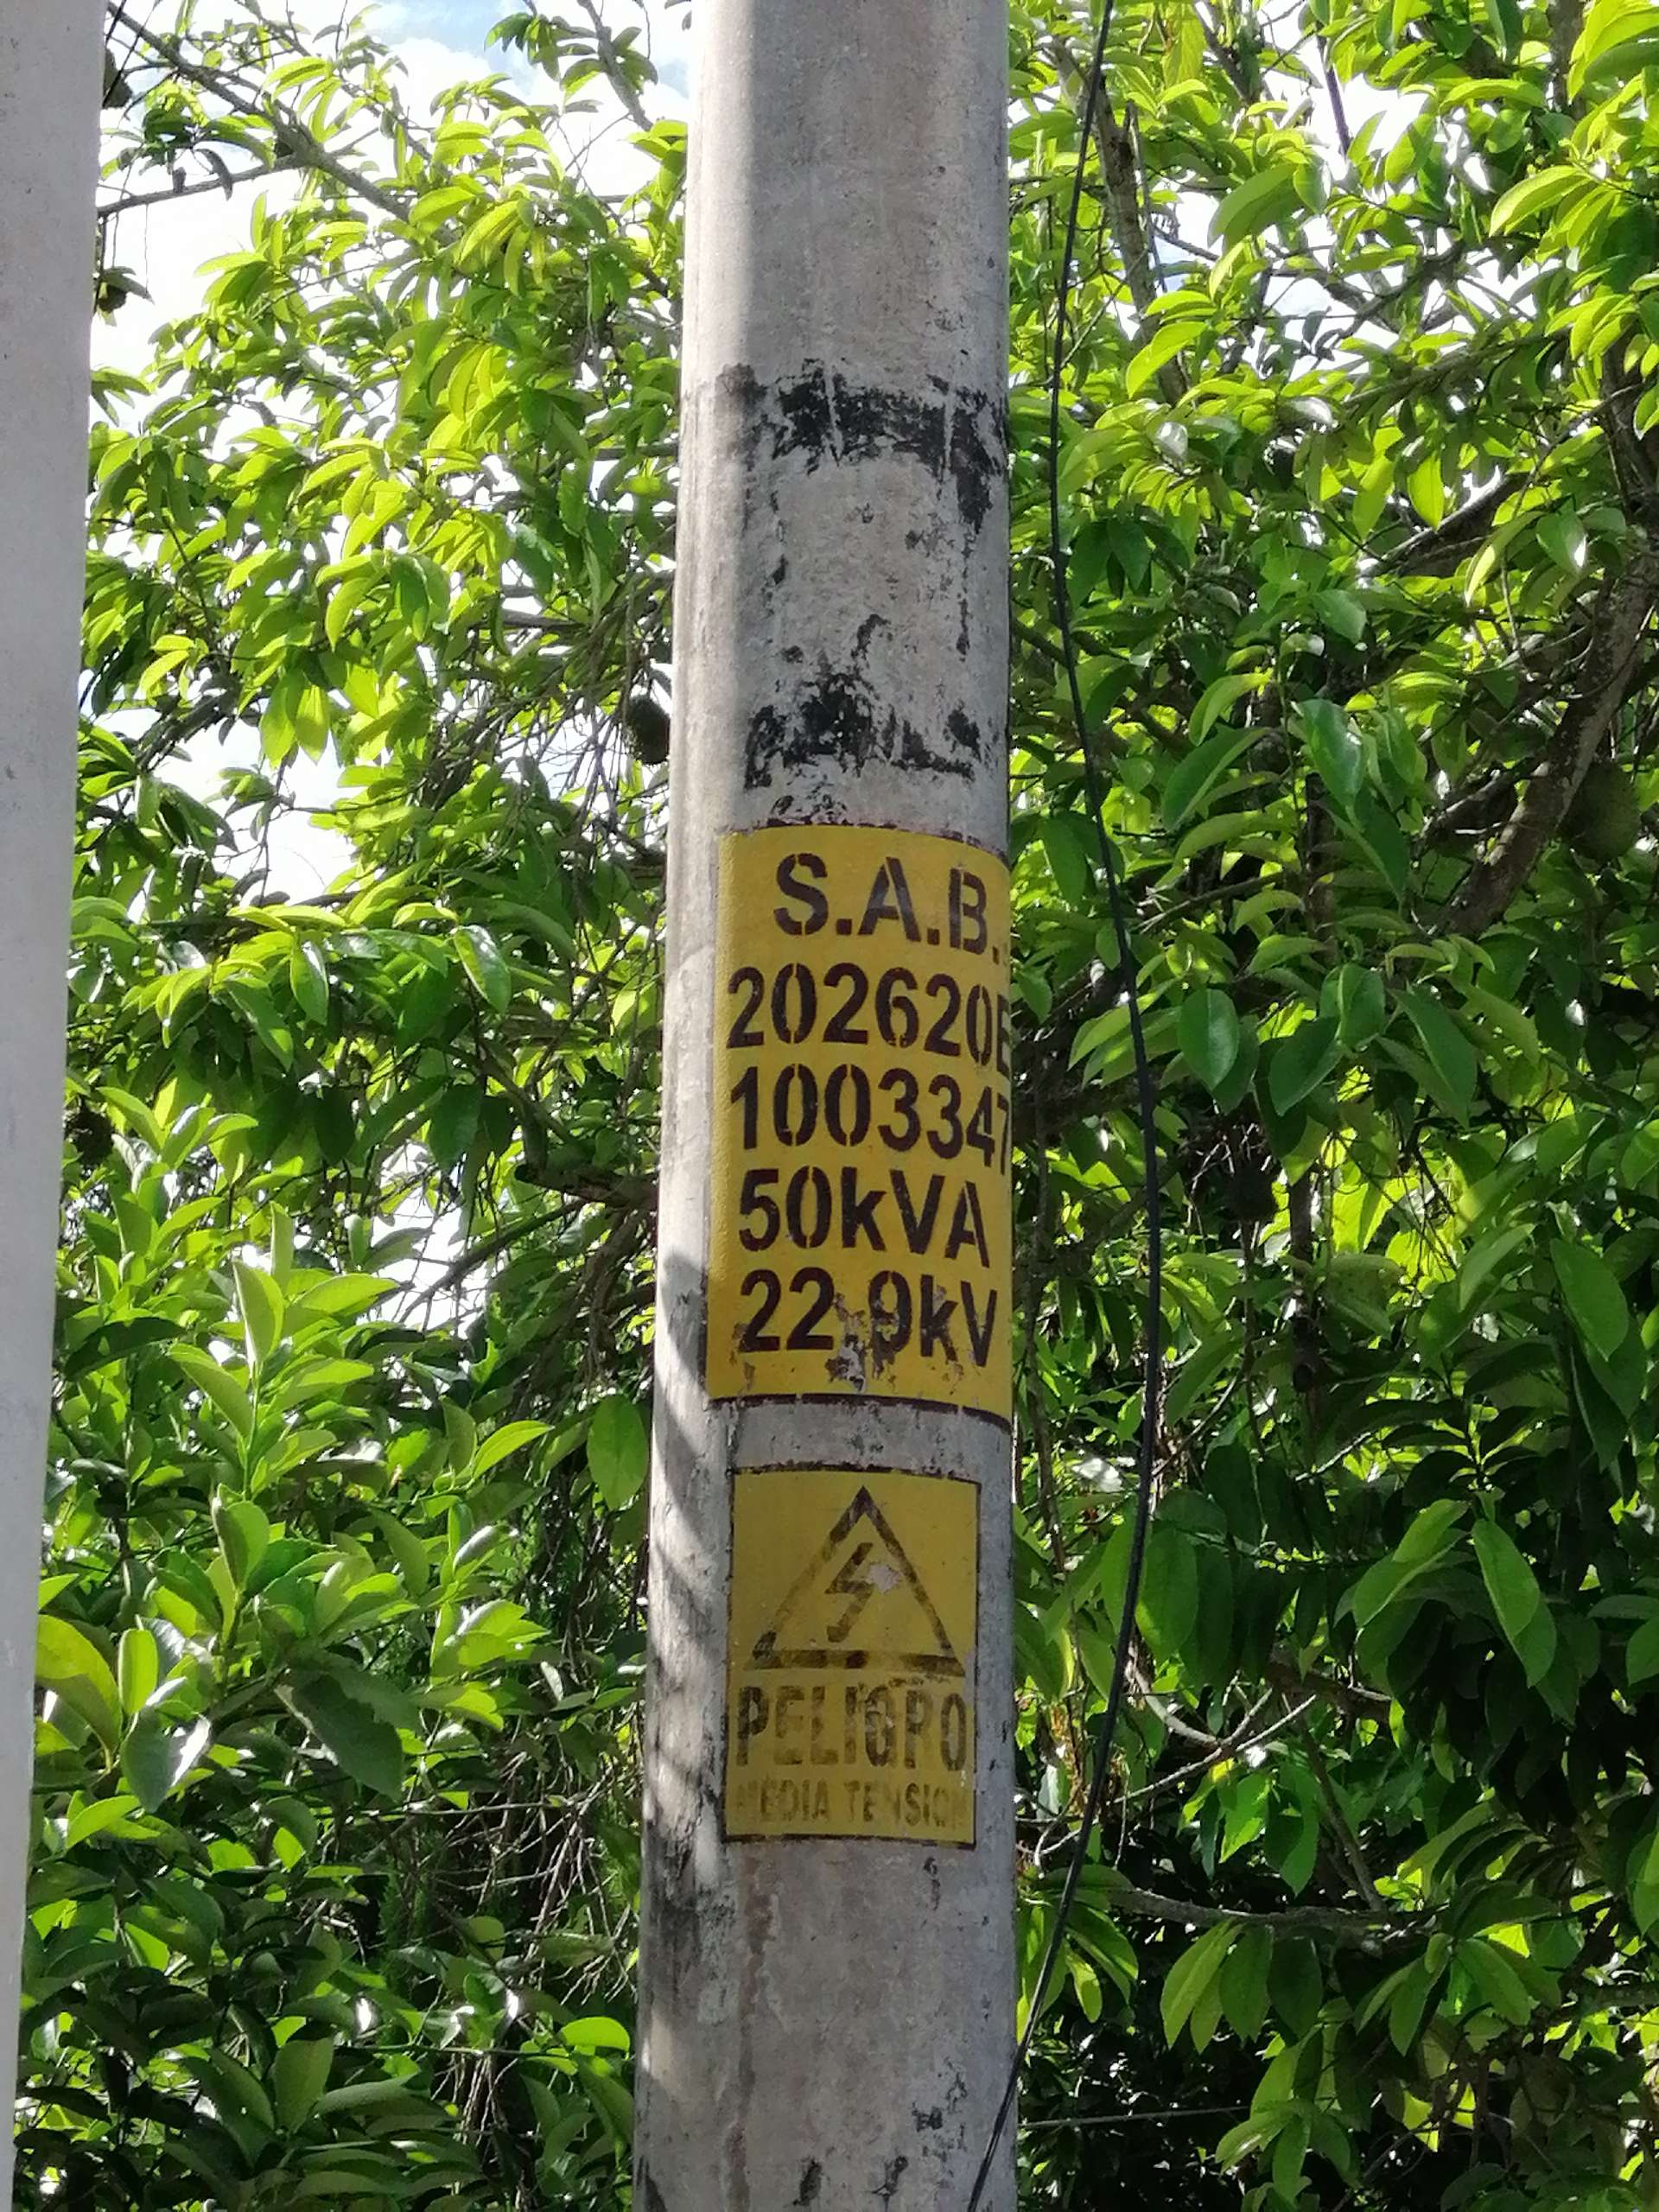 S.A.B.
202620E
1003347
50kVA
22.9kV
PELIGRO
MEDIA TENSION